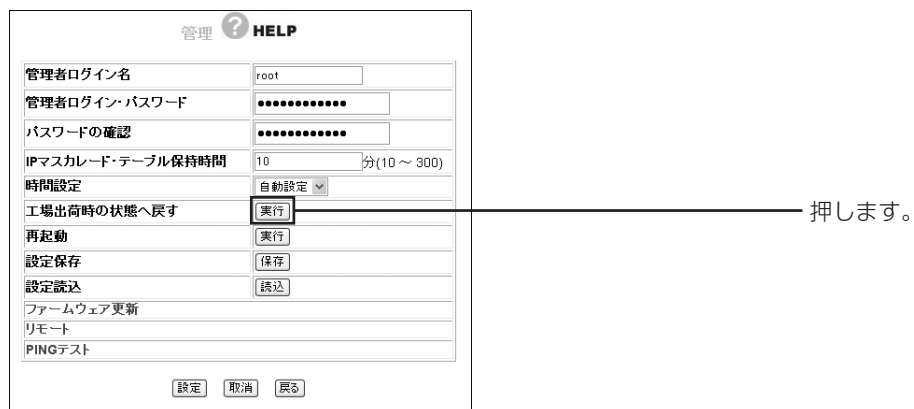 管理 ? HELP
管理者ログイン名 root
管理者ログイン・パスワード ••••••••••••
パスワードの確認 ••••••••••••
IPマスカレード・テーブル保持時間 10 分(10 ~ 300)
時間設定 自動設定
工場出荷時の状態へ戻す 実行 押します。
再起動 実行
設定保存 保存
設定読込 読込
ファームウェア更新
リモート
PINGテスト
設定 取消 戻る